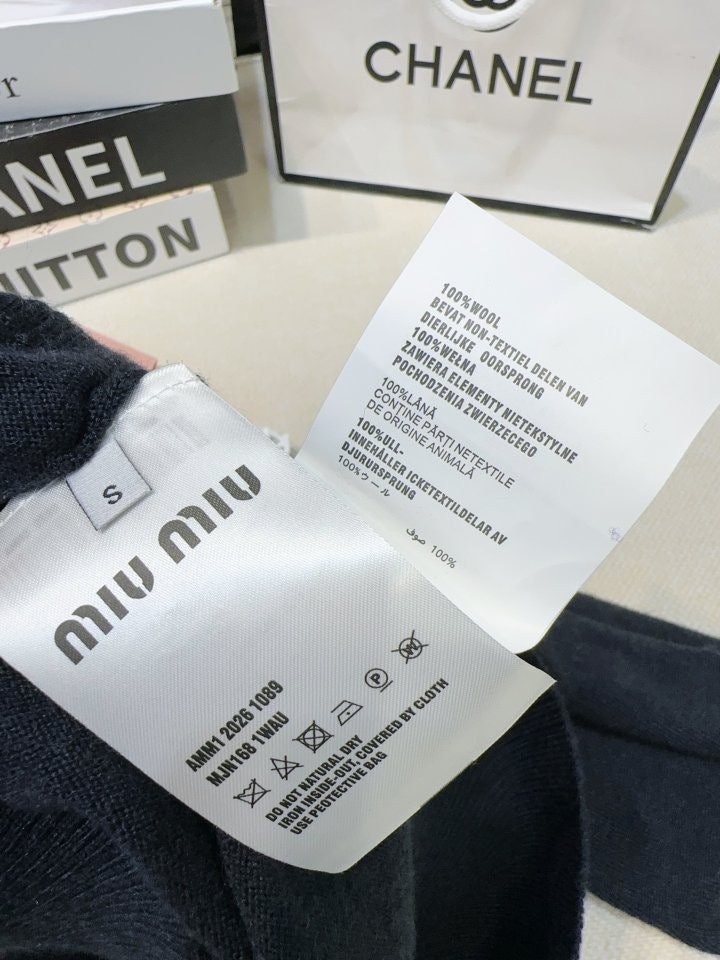 CHANEL
r
ANEL
UITTON
100%WOOL
BEVAT NON-TEXTIEL DELEN VAN
DIERLIJKE OORSPRONG
100%WEŁNA
ZAWIERA ELEMENTY NIETEKSTYLNE
POCHODZENIA ZWIERZECEGO
100%LÂNĂ
CONȚINE PĂRȚI NETEXTILE
DE ORIGINE ANIMALĂ
100%ULL-
INNEHÅLLER ICKETEXTILDELAR AV
DJURURSPRUNG
100%ウール
صوف 100%
S
MIU MIU
AMM1 2026 1089
MJN168 1WAU
P
W
DO NOT NATURAL DRY
IRON INSIDE-OUT, COVERED BY CLOTH
USE PEOTECTIVE BAG